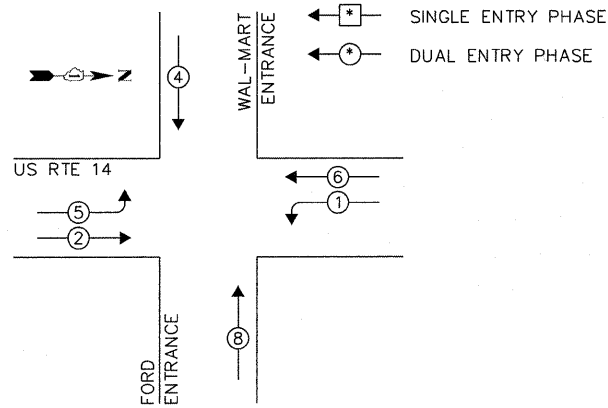 * SINGLE ENTRY PHASE
* DUAL ENTRY PHASE
N
4
WAL-MART
ENTRANCE
US RTE 14
6
5
1
2
8
FORD
ENTRANCE